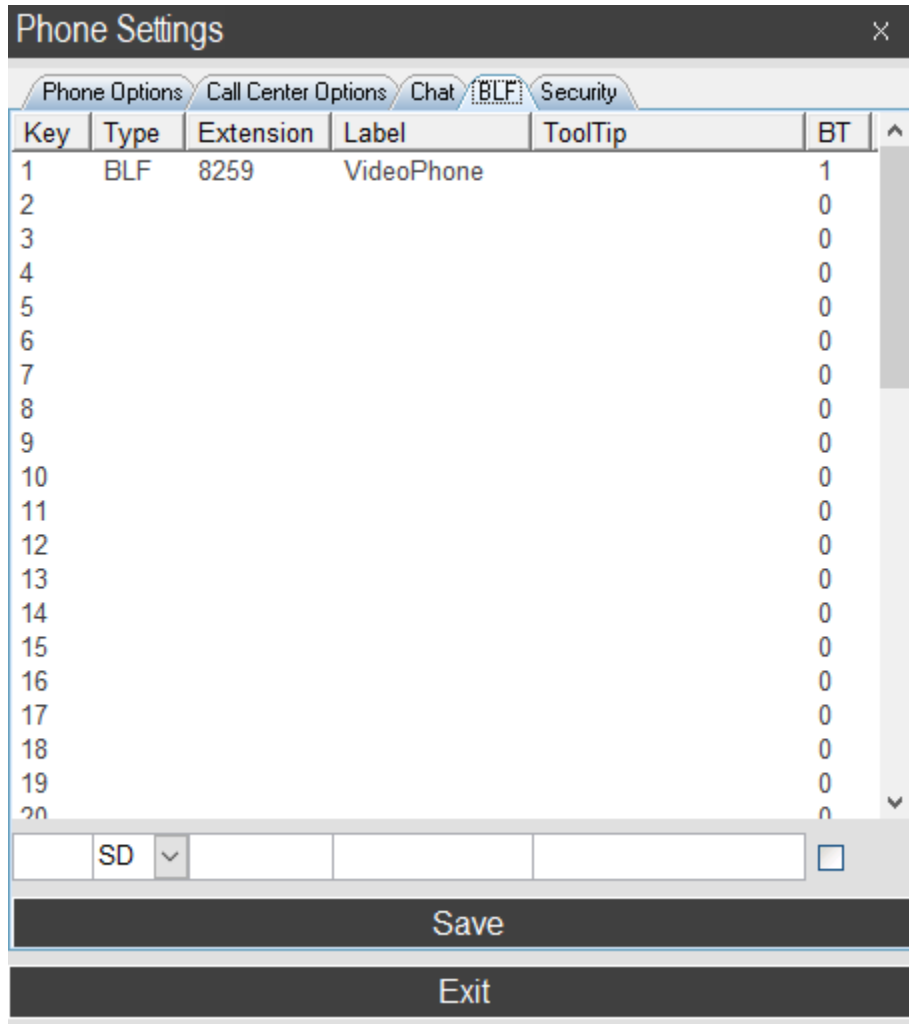 Phone Settings x
Phone Options Call Center Options Chat BLF Security
Key Type Extension Label ToolTip BT
1 BLF 8259 VideoPhone 1
2 0
3 0
4 0
5 0
6 0
7 0
8 0
9 0
10 0
11 0
12 0
13 0
14 0
15 0
16 0
17 0
18 0
19 0
20 0
SD
Save
Exit